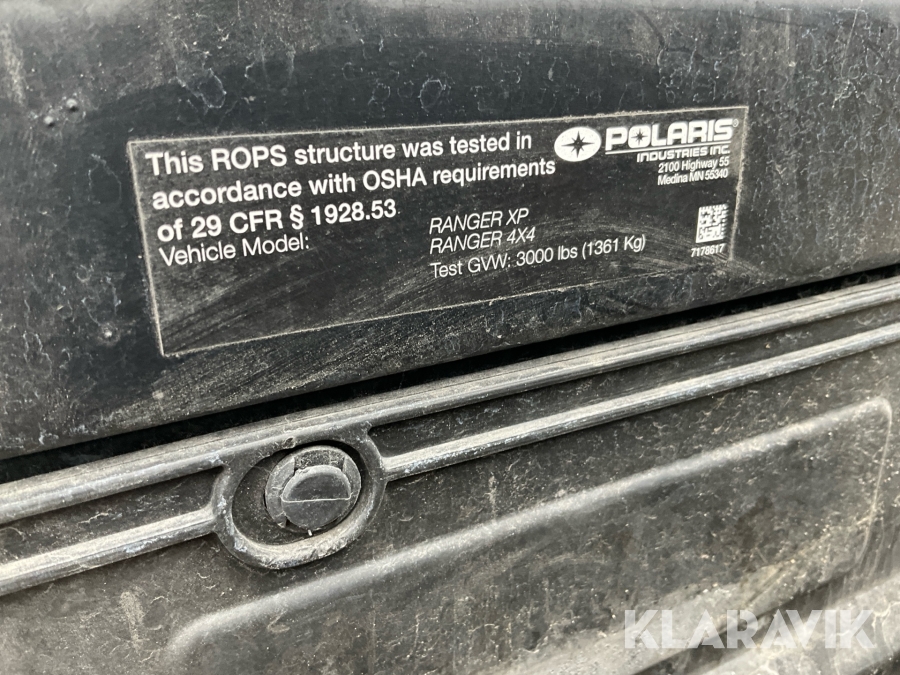 This ROPS structure was tested in
accordance with OSHA requirements
of 29 CFR § 1928.53
Vehicle Model:
RANGER XP
RANGER 4X4
Test GVW: 3000 lbs (1361 Kg)
POLARIS®
INDUSTRIES INC.
2100 Highway 55
Medina MN 55340
7178617
KLARAVIK